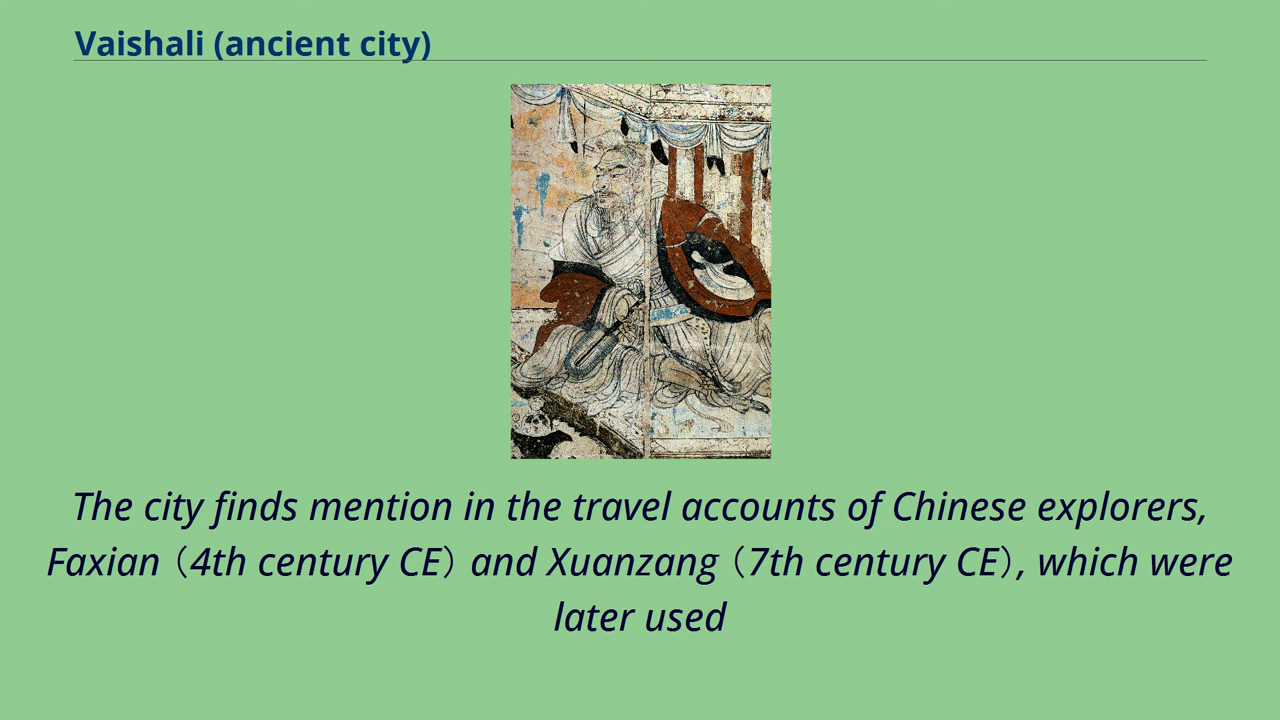 Vaishali (ancient city)
The city finds mention in the travel accounts of Chinese explorers,
Faxian（4th century CE）and Xuanzang（7th century CE）, which were
later used